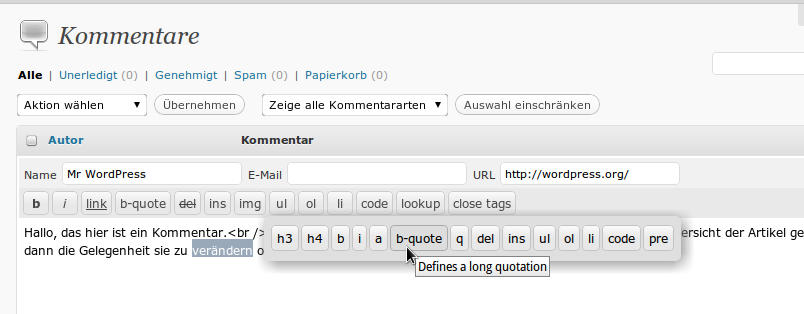 Kommentare
Alle | Unerledigt (0) | Genehmigt | Spam (0) | Papierkorb (0)
Aktion wählen Übernehmen Zeige alle Kommentararten Auswahl einschränken
Autor Kommentar
Name Mr WordPress E-Mail URL http://wordpress.org/
b i link b-quote del ins img ul ol li code lookup close tags
Hallo, das hier ist ein Kommentar.<br /> ersicht der Artikel ge
h3 h4 b i a b-quote q del ins ul ol li code pre
dann die Gelegenheit sie zu verändern o
Defines a long quotation